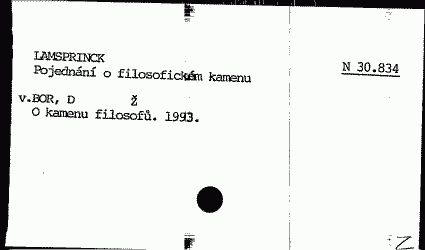 LAMSPRINCK
Pojednání o filosofickém kamenu
N 30.834
v.BOR, D Ž
O kamenu filosofů. 1993.